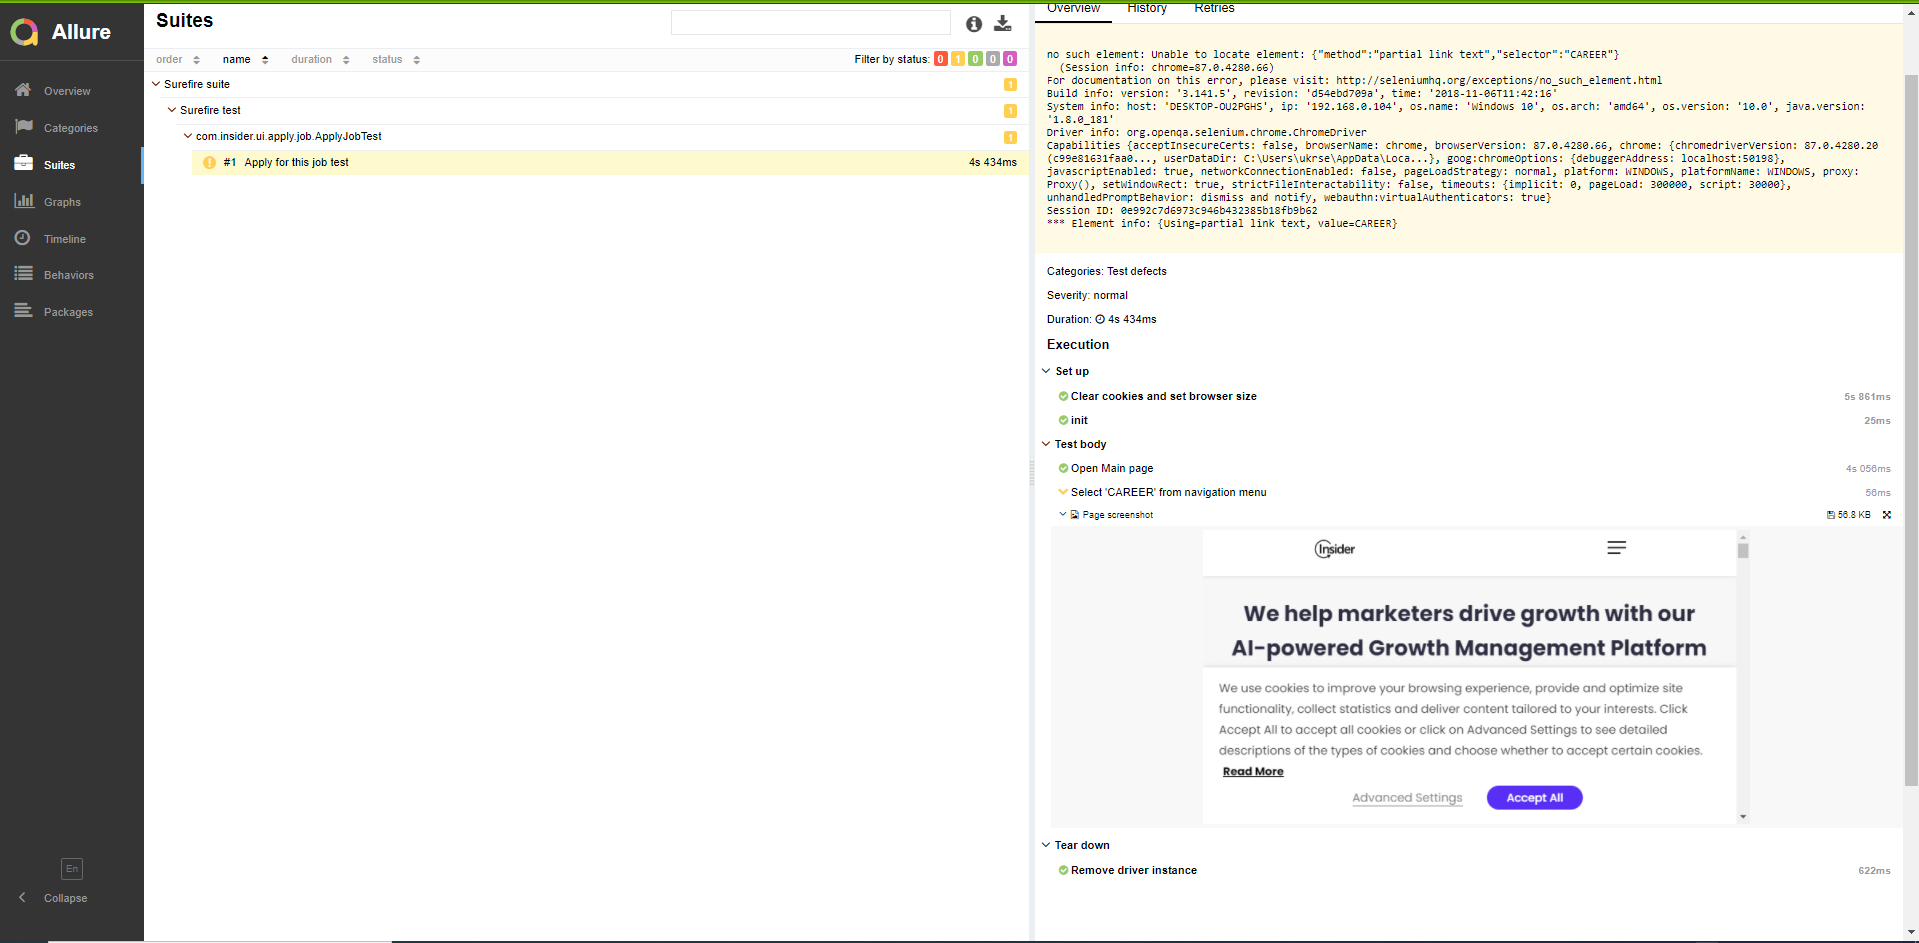 Allure
Overview
Categories
Suites
Graphs
Timeline
Behaviors
Packages
En
Collapse
Suites
order name duration status
Filter by status: 0 1 0 0 0
Surefire suite 1
Surefire test 1
com.insider.ui.apply.job.ApplyJobTest 1
#1 Apply for this job test 4s 434ms
Overview History Retries
no such element: Unable to locate element: {"method":"partial link text","selector":"CAREER"}
(Session info: chrome=87.0.4280.66)
For documentation on this error, please visit: http://seleniumhq.org/exceptions/no_such_element.html
Build info: version: '3.141.5', revision: 'd54ebd709a', time: '2018-11-06T11:42:16'
System info: host: 'DESKTOP-OU2PGHS', ip: '192.168.0.104', os.name: 'Windows 10', os.arch: 'amd64', os.version: '10.0', java.version:
'1.8.0_181'
Driver info: org.openqa.selenium.chrome.ChromeDriver
Capabilities {acceptInsecureCerts: false, browserName: chrome, browserVersion: 87.0.4280.66, chrome: {chromedriverVersion: 87.0.4280.20
(c99e81631faa0..., userDataDir: C:\Users\ukrse\AppData\Loca...}, goog:chromeOptions: {debuggerAddress: localhost:50198},
javascriptEnabled: true, networkConnectionEnabled: false, pageLoadStrategy: normal, platform: WINDOWS, platformName: WINDOWS, proxy:
Proxy(), setWindowRect: true, strictFileInteractability: false, timeouts: {implicit: 0, pageLoad: 300000, script: 30000},
unhandledPromptBehavior: dismiss and notify, webauthn:virtualAuthenticators: true}
Session ID: 0e992c7d6973c946b432385b18fb9b62
*** Element info: {Using=partial link text, value=CAREER}
Categories: Test defects
Severity: normal
Duration: 4s 434ms
Execution
Set up
Clear cookies and set browser size 5s 861ms
init 25ms
Test body
Open Main page 4s 056ms
Select 'CAREER' from navigation menu 56ms
Page screenshot 56.8 KB
Insider
We help marketers drive growth with our
AI-powered Growth Management Platform
We use cookies to improve your browsing experience, provide and optimize site
functionality, collect statistics and deliver content tailored to your interests. Click
Accept All to accept all cookies or click on Advanced Settings to see detailed
descriptions of the types of cookies and choose whether to accept certain cookies.
Read More
Advanced Settings Accept All
Tear down
Remove driver instance 622ms